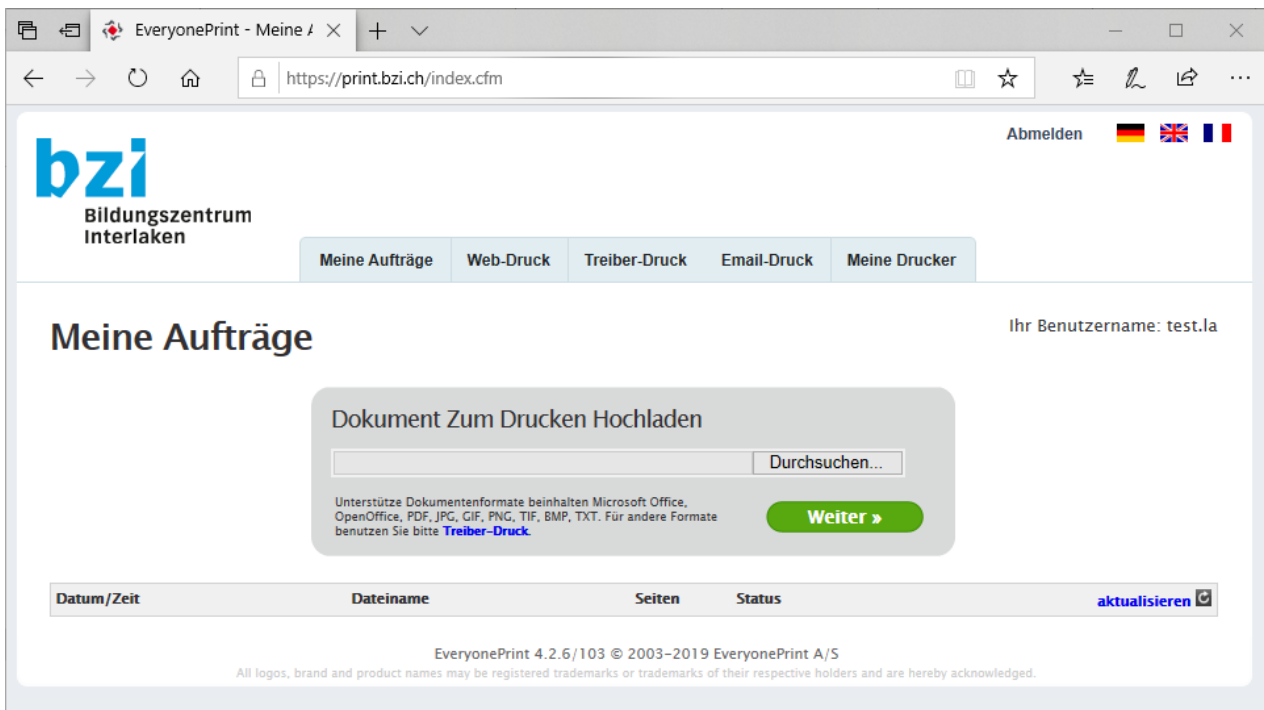 EveryonePrint - Meine A
https://print.bzi.ch/index.cfm
Abmelden
bzi
Bildungszentrum
Interlaken
Meine Aufträge Web-Druck Treiber-Druck Email-Druck Meine Drucker
Meine Aufträge
Ihr Benutzername: test.la
Dokument Zum Drucken Hochladen
Durchsuchen...
Unterstütze Dokumentenformate beinhalten Microsoft Office,
OpenOffice, PDF, JPG, GIF, PNG, TIF, BMP, TXT. Für andere Formate
benutzen Sie bitte Treiber-Druck.
Weiter »
Datum/Zeit Dateiname Seiten Status aktualisieren
EveryonePrint 4.2.6/103 © 2003-2019 EveryonePrint A/S
All logos, brand and product names may be registered trademarks or trademarks of their respective holders and are hereby acknowledged.